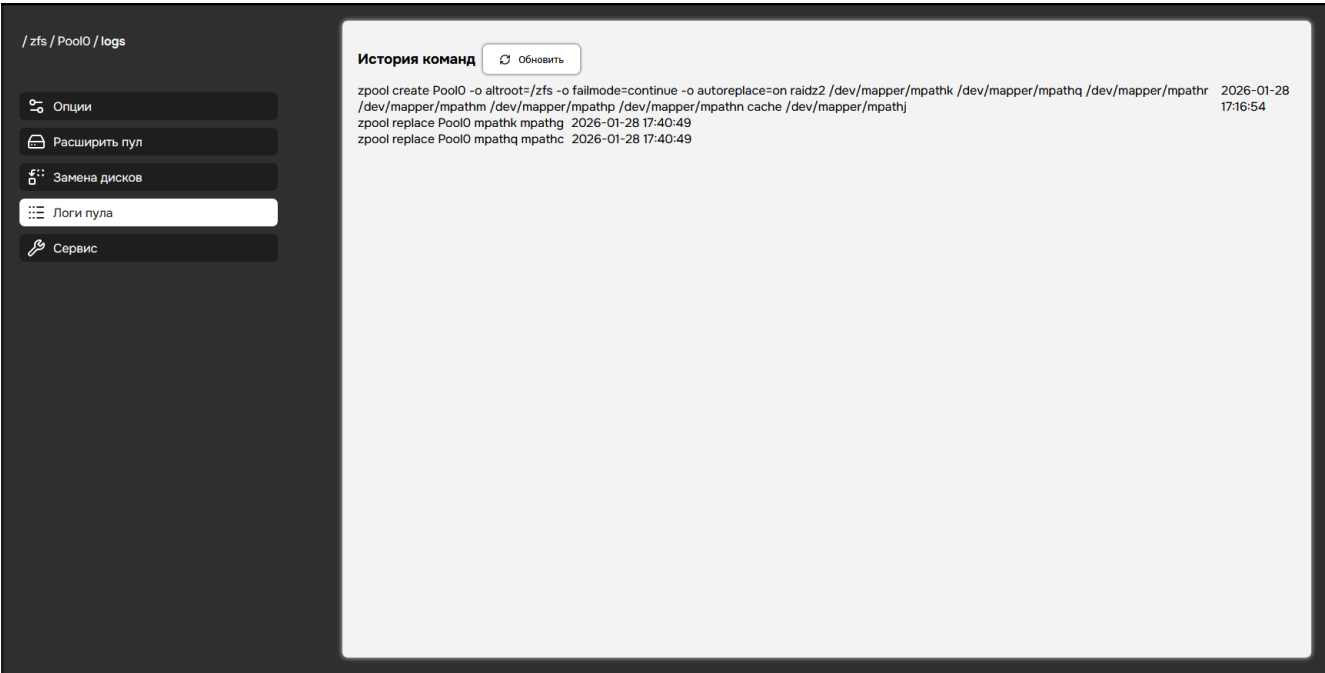 / zfs / Pool0 / logs
Опции
Расширить пул
Замена дисков
Логи пула
Сервис
История команд
Обновить
zpool create Pool0 -o altroot=/zfs -o failmode=continue -o autoreplace=on raidz2 /dev/mapper/mpathk /dev/mapper/mpathq /dev/mapper/mpathr 2026-01-28
/dev/mapper/mpathm /dev/mapper/mpathp /dev/mapper/mpathn cache /dev/mapper/mpathj 17:16:54
zpool replace Pool0 mpathk mpathg 2026-01-28 17:40:49
zpool replace Pool0 mpathq mpathc 2026-01-28 17:40:49